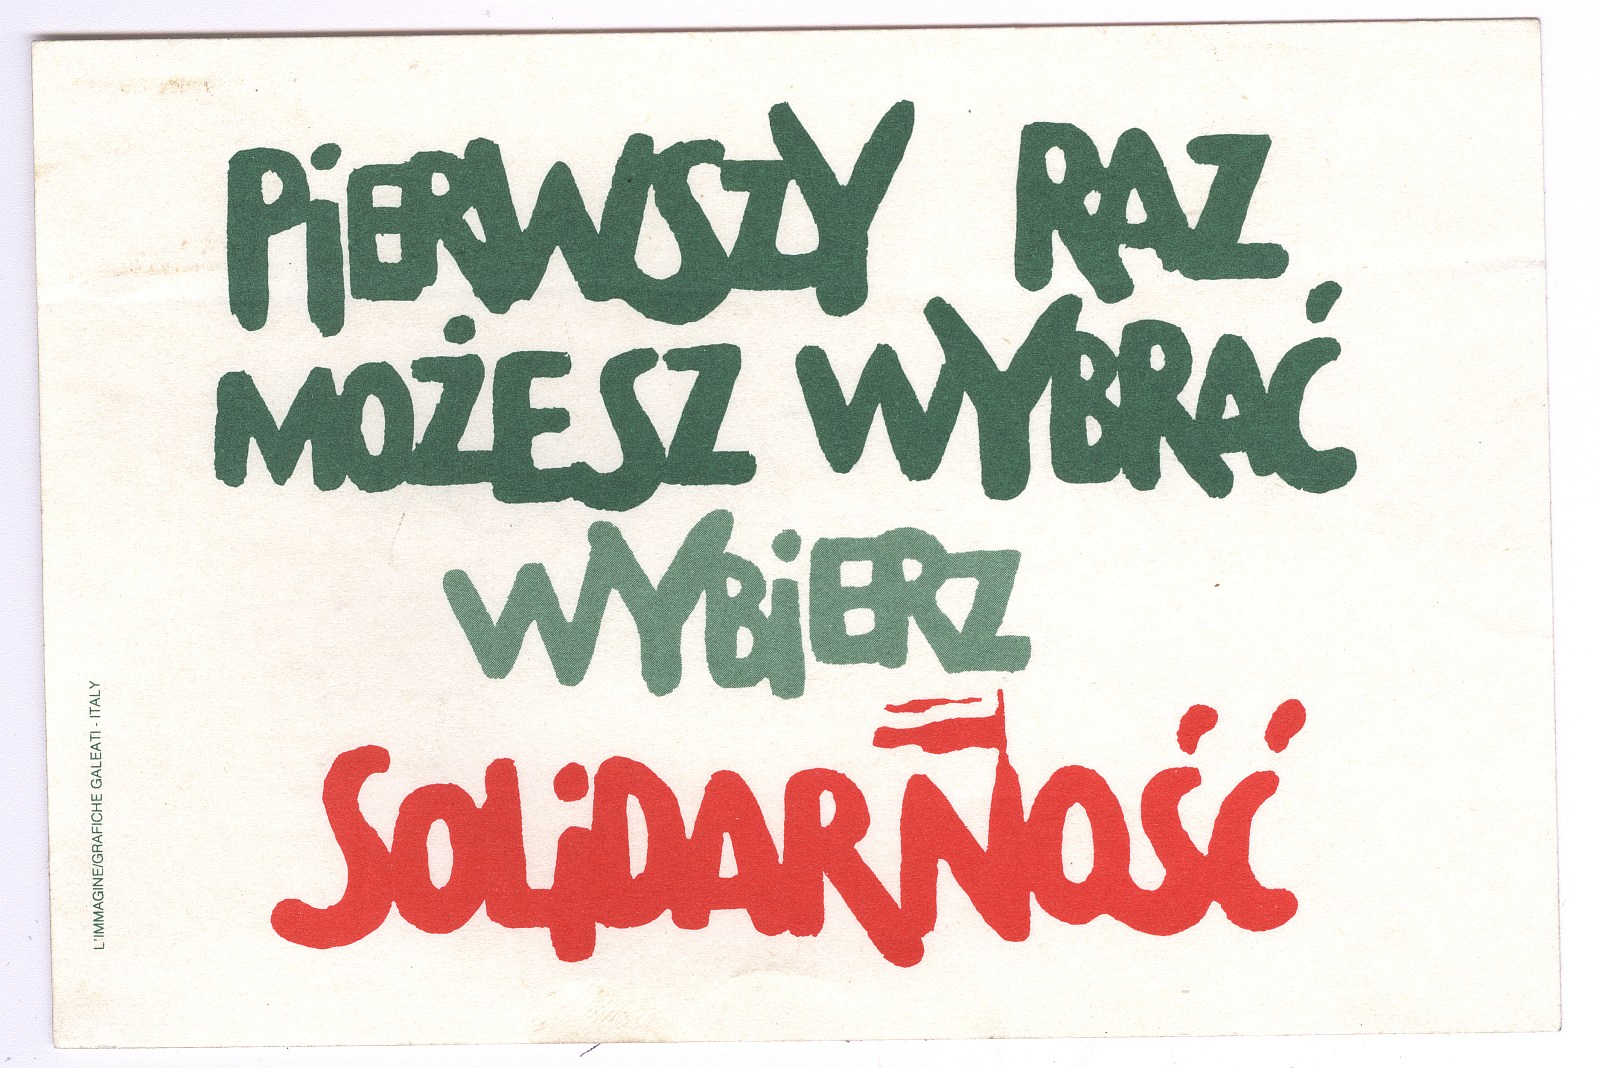 PiERWSZY RAZ
MOŻESZ WYBRAĆ
WYBiERZ
SOLiDARNOŚĆ
L'IMMAGINE/GRAFICHE GALEATI - ITALY